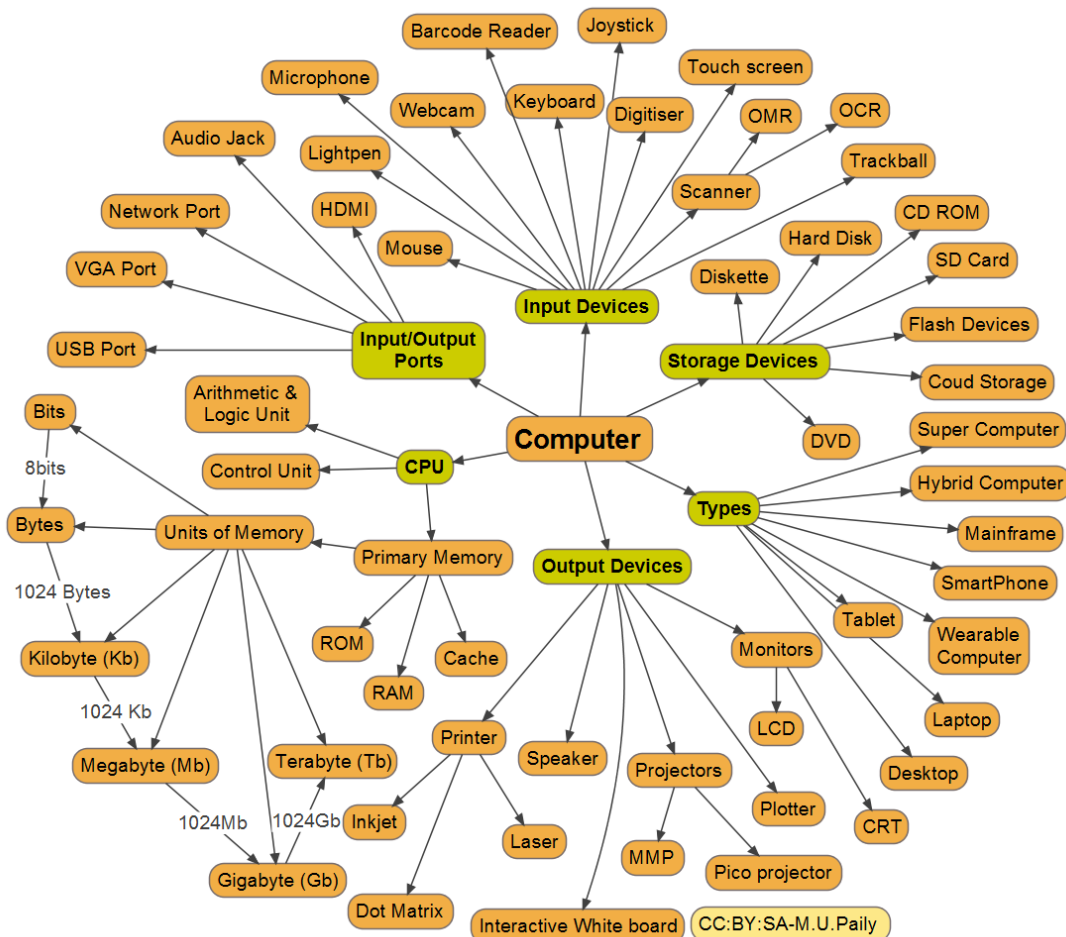 Barcode Reader
Joystick
Microphone
Touch screen
Webcam
Keyboard
Digitiser
OMR
OCR
Audio Jack
Lightpen
Trackball
Scanner
Network Port
HDMI
CD ROM
Mouse
Hard Disk
SD Card
VGA Port
Diskette
Input Devices
Flash Devices
USB Port
Input/Output
Ports
Storage Devices
Coud Storage
Arithmetic &
Logic Unit
Computer
DVD
Super Computer
Bits
8bits
Control Unit
CPU
Hybrid Computer
Types
Bytes
Units of Memory
Primary Memory
Output Devices
Mainframe
SmartPhone
1024 Bytes
Tablet
Wearable
Computer
Kilobyte (Kb)
ROM
Cache
RAM
Monitors
1024 Kb
Laptop
LCD
Megabyte (Mb)
Terabyte (Tb)
Printer
Speaker
Projectors
Desktop
Plotter
1024Mb
1024Gb
Inkjet
Laser
CRT
MMP
Pico projector
Gigabyte (Gb)
Dot Matrix
Interactive White board
CC:BY:SA-M.U.Paily